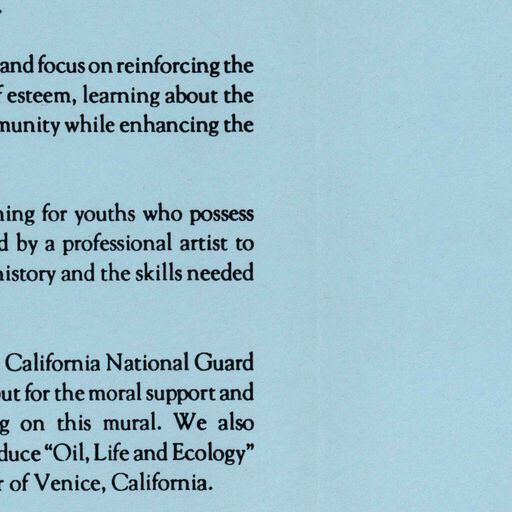 and focus on reinforcing the
esteem, learning about the
munity while enhancing the
ning for youths who possess
d by a professional artist to
history and the skills needed
California National Guard
ut for the moral support and
g on this mural. We also
duce “Oil, Life and Ecology”
r of Venice, California.